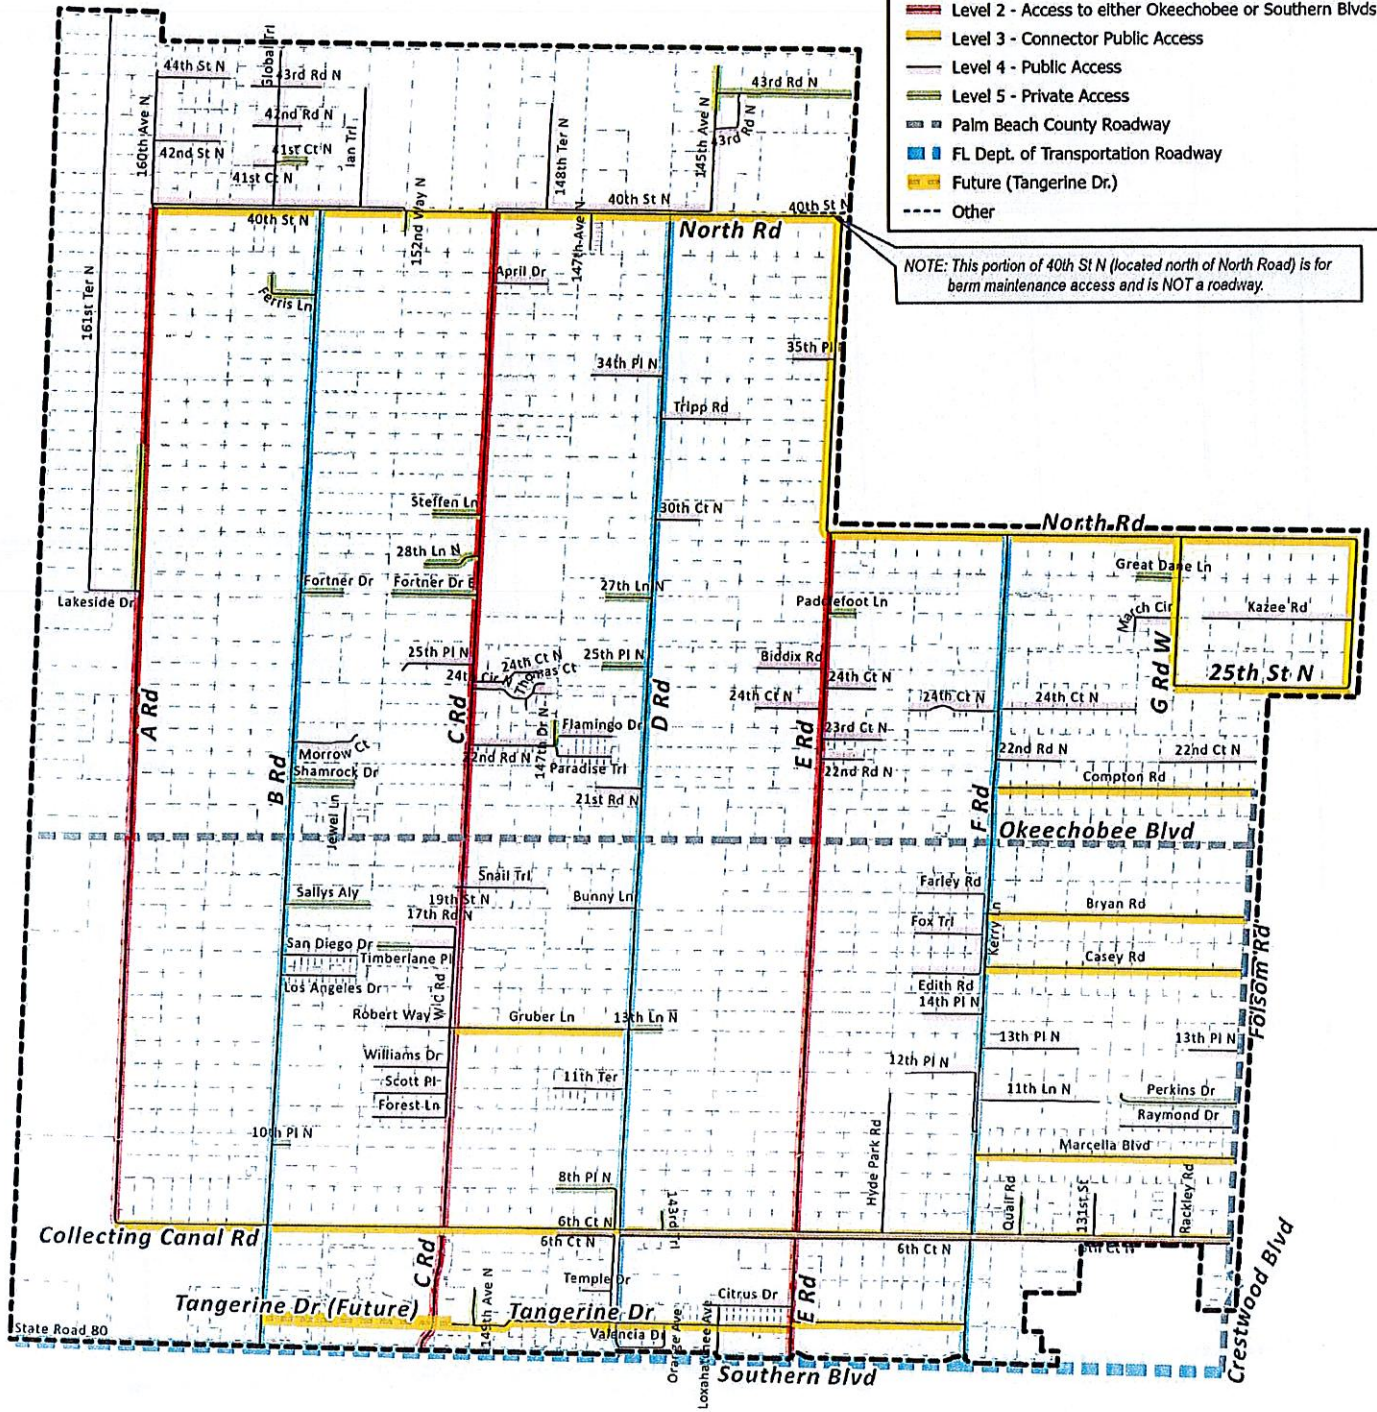 Level 2 - Access to either Okeechobee or Southern Blvds
Level 3 - Connector Public Access
Level 4 - Public Access
Level 5 - Private Access
Palm Beach County Roadway
FL Dept. of Transportation Roadway
Future (Tangerine Dr.)
Other
NOTE: This portion of 40th St N (located north of North Road) is for
berm maintenance access and is NOT a roadway.
44th St N
Global Trl
43rd Rd N
43rd Rd N
160th Ave N
42nd Rd N
Ian Trl
148th Ter N
145th Ave N
43rd Rd N
42nd St N
41st Ct N
41st Ct N
40th St N
152nd Way N
147th Ave N
40th St N
40th St N
North Rd
161st Ter N
Ferris Ln
April Dr
34th Pl N
35th Pl
Tripp Rd
Steffen Ln
30th Ct N
North Rd
28th Ln N
Great Dane Ln
Fortner Dr
Fortner Dr E
27th Ln N
Lakeside Dr
Paddlefoot Ln
March Cir
Kazee Rd
25th Pl N
24th Ct N
25th Pl N
Biddix Rd
24th Cir N
Thomas Ct
24th Ct N
25th St N
A Rd
C Rd
D Rd
24th Ct N
24th Ct N
24th Ct N
G Rd W
147th Dr N
Flamingo Dr
E Rd
23rd Ct N
Morrow Ct
22nd Rd N
Paradise Trl
22nd Rd N
22nd Rd N
22nd Ct N
B Rd
Shamrock Dr
21st Rd N
F Rd
Compton Rd
Jewel Ln
Okeechobee Blvd
Snail Trl
Farley Rd
Sallys Aly
19th St N
Bunny Ln
17th Rd N
Fox Trl
Kerry Ln
Bryan Rd
San Diego Dr
Timberlane Pl
Casey Rd
Folsom Rd
Los Angeles Dr
W C Rd
Edith Rd
14th Pl N
Robert Way
Gruber Ln
13th Ln N
13th Pl N
13th Pl N
Williams Dr
12th Pl N
Scott Pl
11th Ter
11th Ln N
Perkins Dr
Forest Ln
Raymond Dr
10th Pl N
Hyde Park Rd
Marcella Blvd
8th Pl N
143rd Trl
Quail Rd
131st St
Rackley Rd
6th Ct N
Collecting Canal Rd
6th Ct N
6th Ct N
C Rd
Temple Dr
E Rd
Crestwood Blvd
149th Ave N
Citrus Dr
Tangerine Dr (Future)
Tangerine Dr
State Road 80
Valencia Dr
Orange Ave
Loxahatchee Ave
Southern Blvd